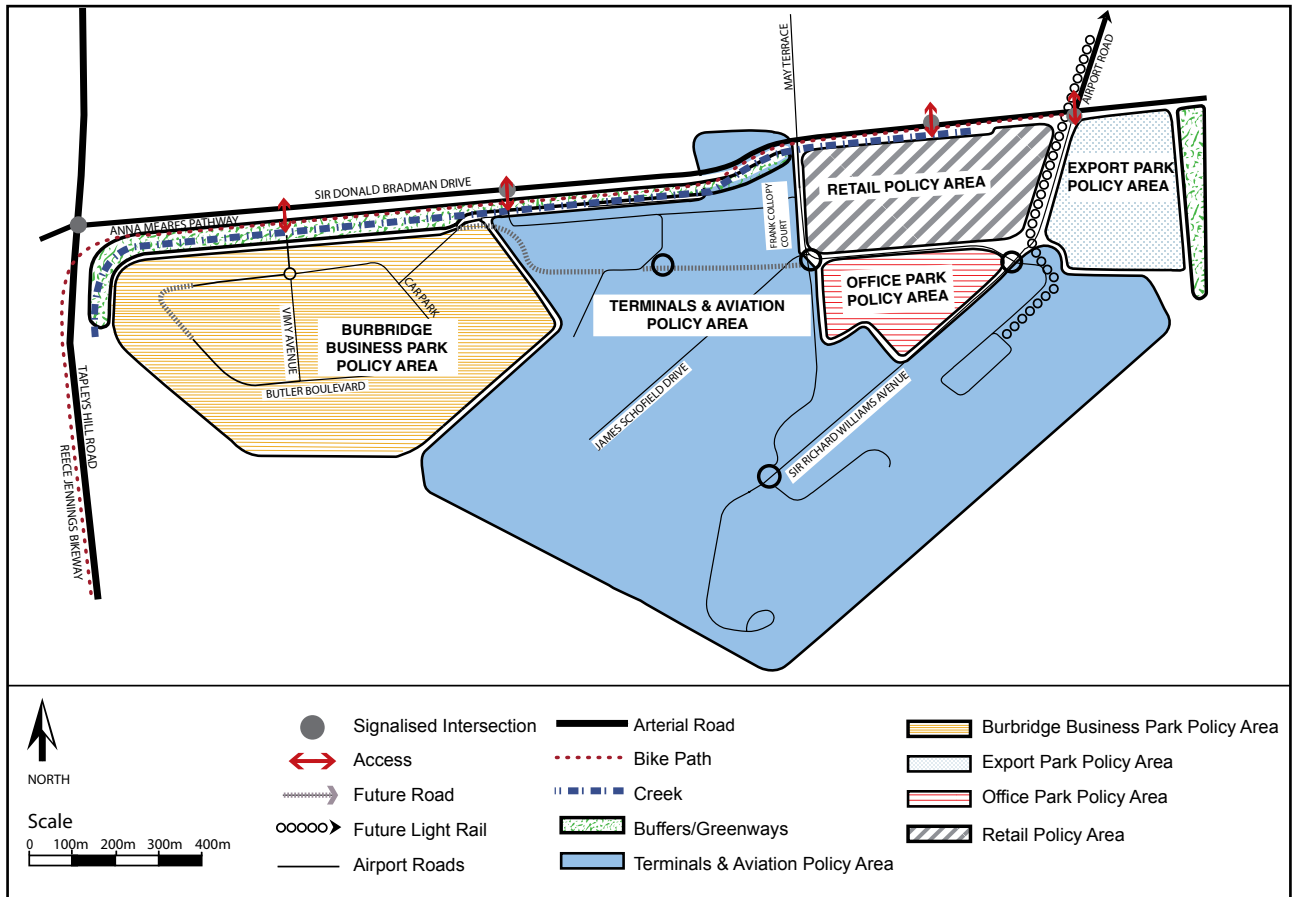 MAY TERRACE
AIRPORT ROAD
EXPORT PARK
POLICY AREA
RETAIL POLICY AREA
SIR DONALD BRADMAN DRIVE
ANNA MEARES PATHWAY
FRANK COLLOPY
COURT
OFFICE PARK
POLICY AREA
CAR PARK
TERMINALS & AVIATION
POLICY AREA
VIMY AVENUE
BURBRIDGE
BUSINESS PARK
POLICY AREA
BUTLER BOULEVARD
JAMES SCHOFIELD DRIVE
SIR RICHARD WILLIAMS AVENUE
TAPLEYS HILL ROAD
REECE JENNINGS BIKEWAY
NORTH
Scale
0 100m 200m 300m 400m
Signalised Intersection
Access
Future Road
Future Light Rail
Airport Roads
Arterial Road
Bike Path
Creek
Buffers/Greenways
Terminals & Aviation Policy Area
Burbridge Business Park Policy Area
Export Park Policy Area
Office Park Policy Area
Retail Policy Area